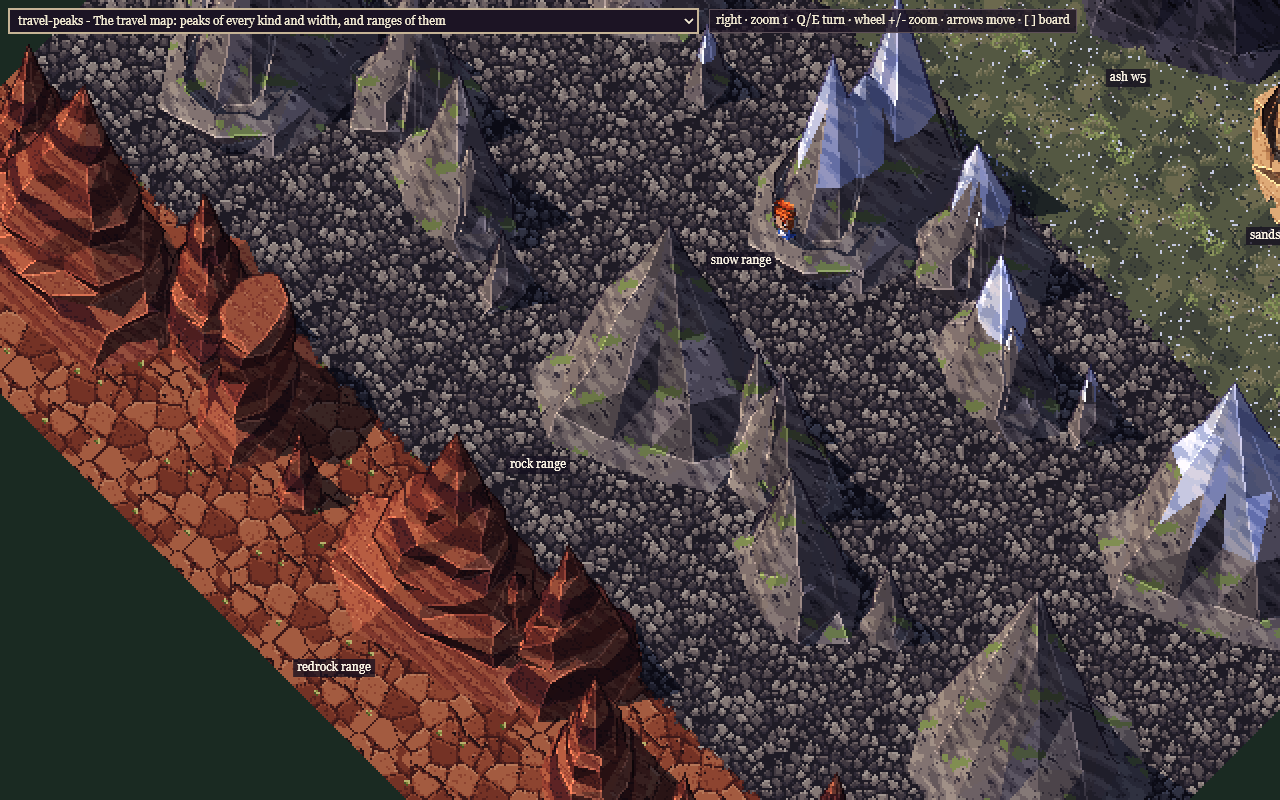 travel-peaks - The travel map: peaks of every kind and width, and ranges of them
right · zoom 1 · Q/E turn · wheel +/- zoom · arrows move · [ ] board
ash w5
sands
snow range
rock range
redrock range